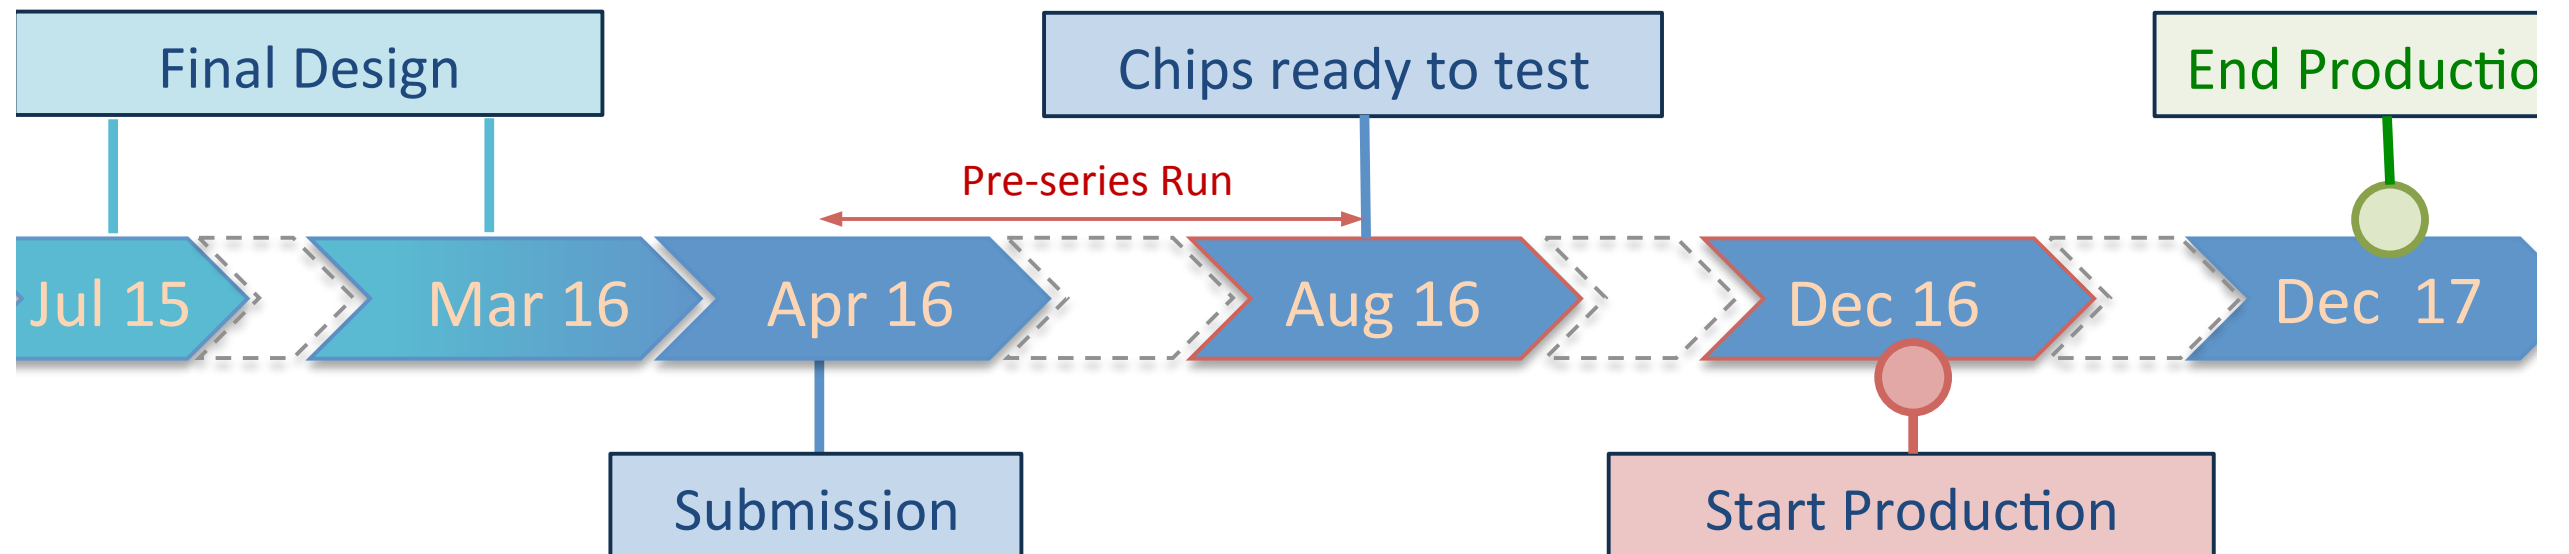 Final Design
Chips ready to test
End Productio
Pre-series Run
Jul 15
Mar 16
Apr 16
Aug 16
Dec 16
Dec 17
Submission
Start Production